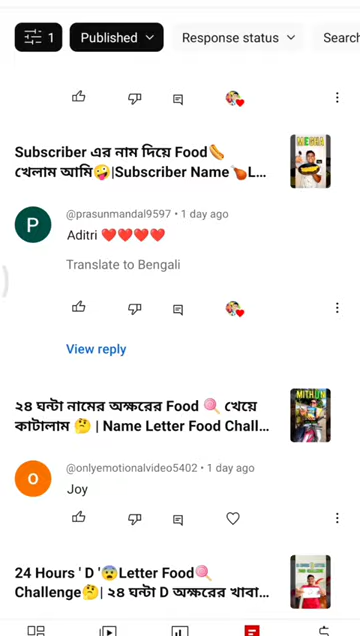 1
Published
Response status
Search
Subscriber এর নাম দিয়ে Food🌭
খেলাম আমি🤪|Subscriber Name🍗L...
P
@prasunmandal9597 • 1 day ago
Aditri ❤️❤️❤️❤️
Translate to Bengali
View reply
২৪ ঘন্টা নামের অক্ষরের Food 🍭 খেয়ে
কাটালাম 🤔 | Name Letter Food Chall...
MITHUN
O
@onlyemotionalvideo5402 • 1 day ago
Joy
24 Hours ' D '😨Letter Food🍭
Challenge🤔| ২৪ ঘন্টা D অক্ষরের খাবা...